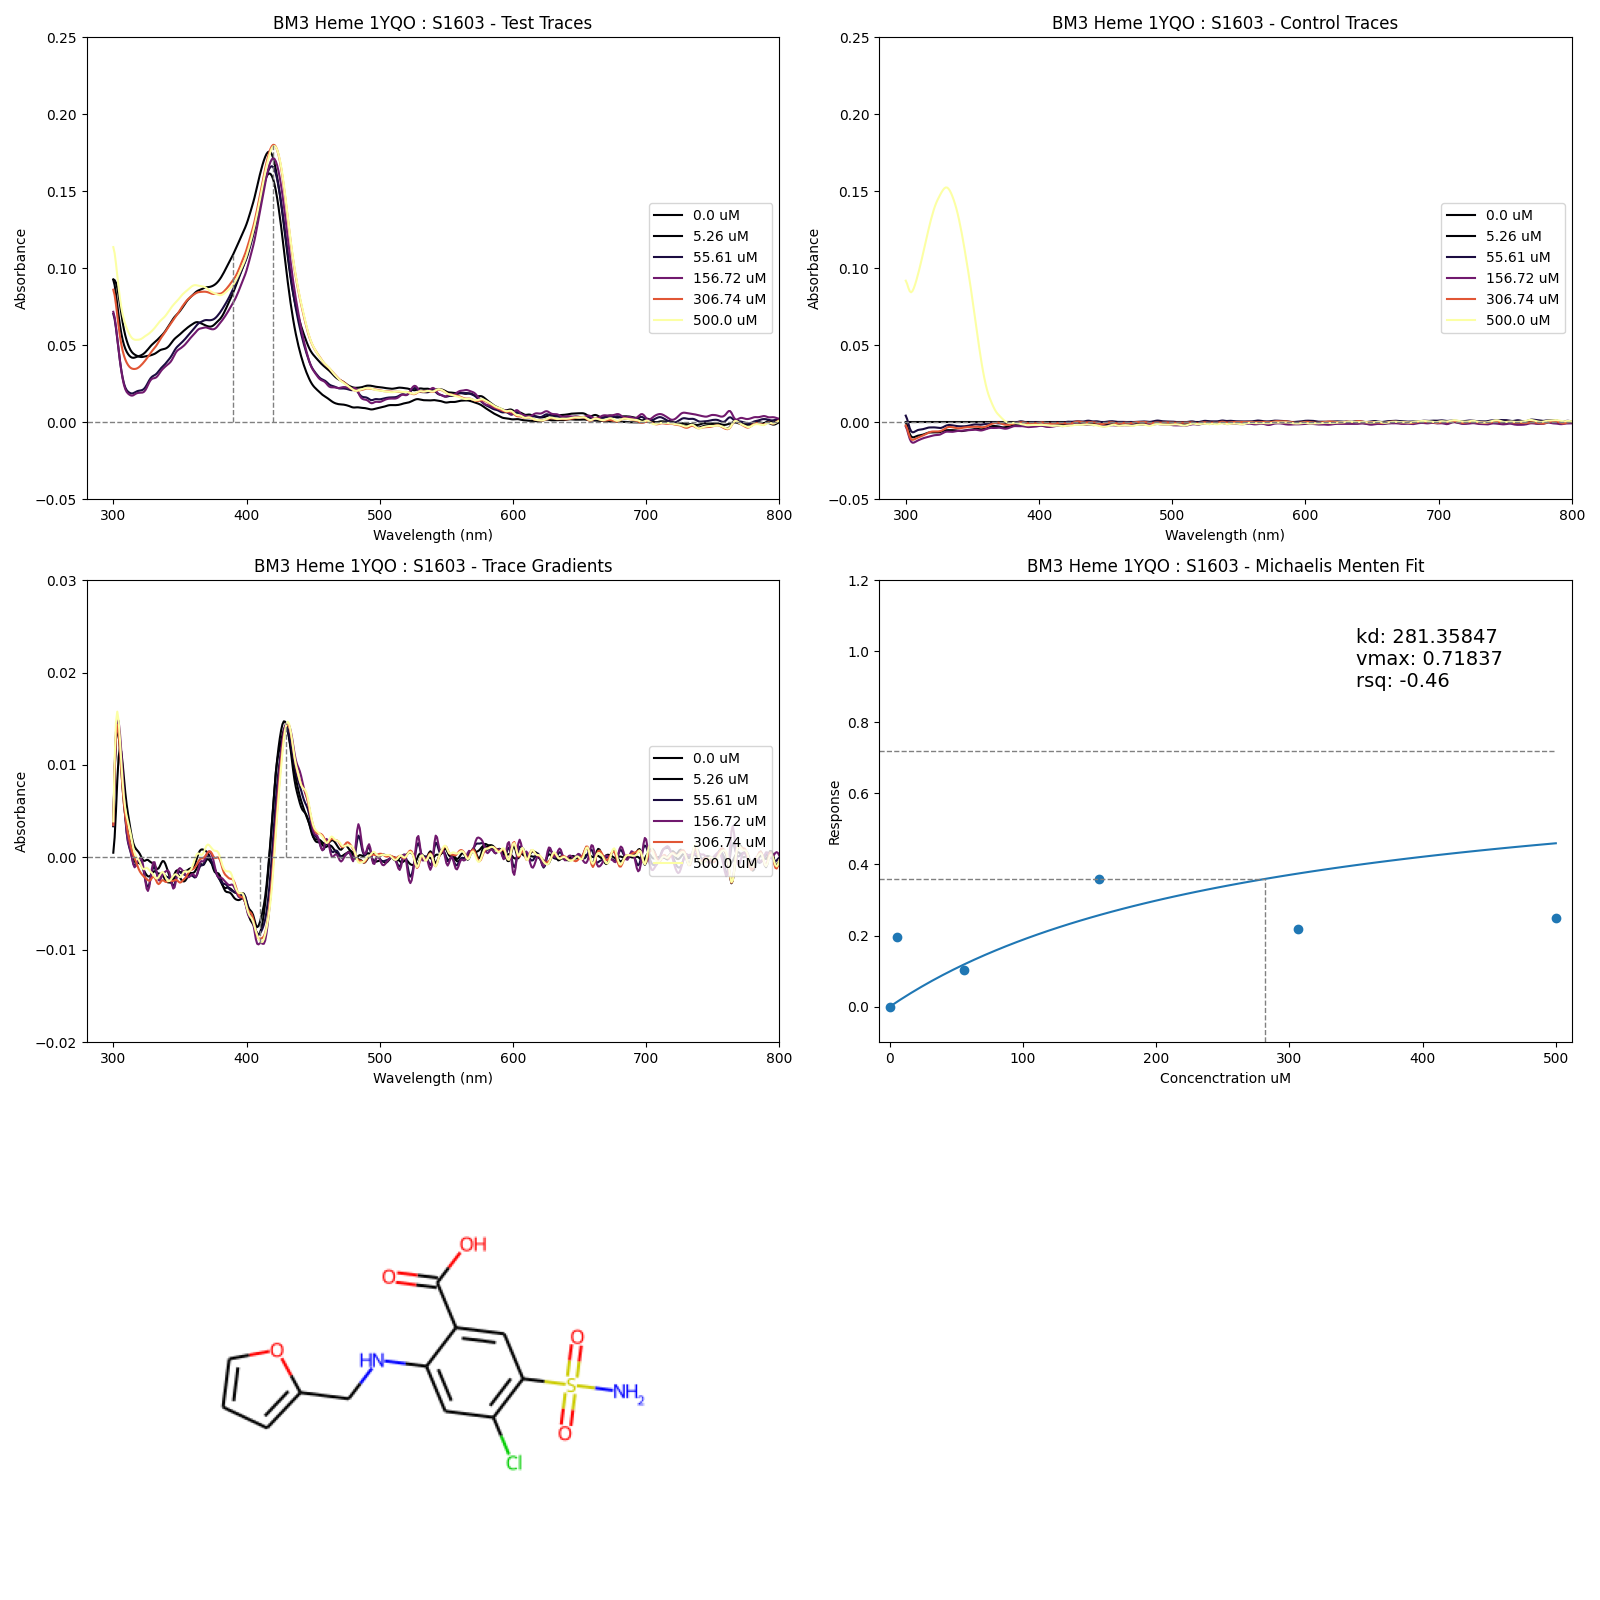 BM3 Heme 1YQO : S1603 - Test Traces
0.25
0.20
0.15
0.10
0.05
0.00
−0.05
Absorbance
300
400
500
600
700
800
Wavelength (nm)
0.0 uM
5.26 uM
55.61 uM
156.72 uM
306.74 uM
500.0 uM
BM3 Heme 1YQO : S1603 - Control Traces
0.25
0.20
0.15
0.10
0.05
0.00
−0.05
Absorbance
300
400
500
600
700
800
Wavelength (nm)
0.0 uM
5.26 uM
55.61 uM
156.72 uM
306.74 uM
500.0 uM
BM3 Heme 1YQO : S1603 - Trace Gradients
0.03
0.02
0.01
0.00
−0.01
−0.02
Absorbance
300
400
500
600
700
800
Wavelength (nm)
0.0 uM
5.26 uM
55.61 uM
156.72 uM
306.74 uM
500.0 uM
BM3 Heme 1YQO : S1603 - Michaelis Menten Fit
1.2
1.0
0.8
0.6
0.4
0.2
0.0
Response
0
100
200
300
400
500
Concenctration uM
kd: 281.35847
vmax: 0.71837
rsq: -0.46
OH
O
O
HN
O
S
NH2
O
Cl